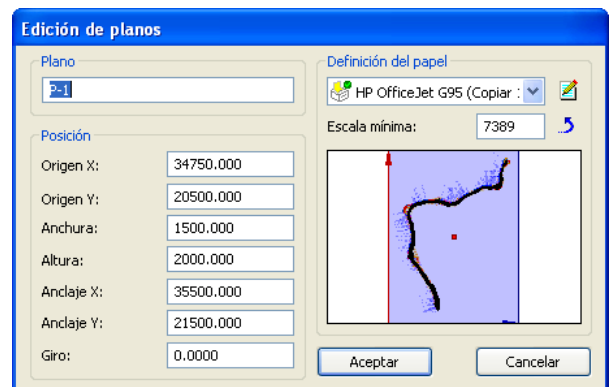 Edición de planos
Plano
P-1
Posición
Origen X: 34750.000
Origen Y: 20500.000
Anchura: 1500.000
Altura: 2000.000
Anclaje X: 35500.000
Anclaje Y: 21500.000
Giro: 0.0000
Definición del papel
HP OfficeJet G95 (Copiar :
Escala mínima: 7389
Aceptar Cancelar